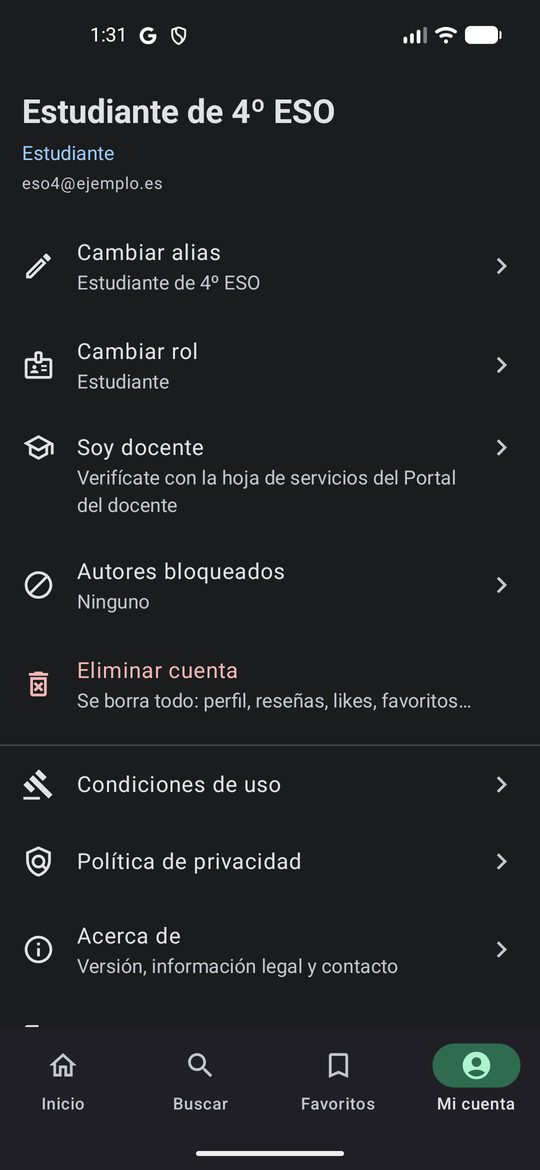 1:31
Estudiante de 4º ESO
Estudiante
eso4@ejemplo.es
Cambiar alias
Estudiante de 4º ESO
Cambiar rol
Estudiante
Soy docente
Verifícate con la hoja de servicios del Portal
del docente
Autores bloqueados
Ninguno
Eliminar cuenta
Se borra todo: perfil, reseñas, likes, favoritos…
Condiciones de uso
Política de privacidad
Acerca de
Versión, información legal y contacto
Inicio
Buscar
Favoritos
Mi cuenta